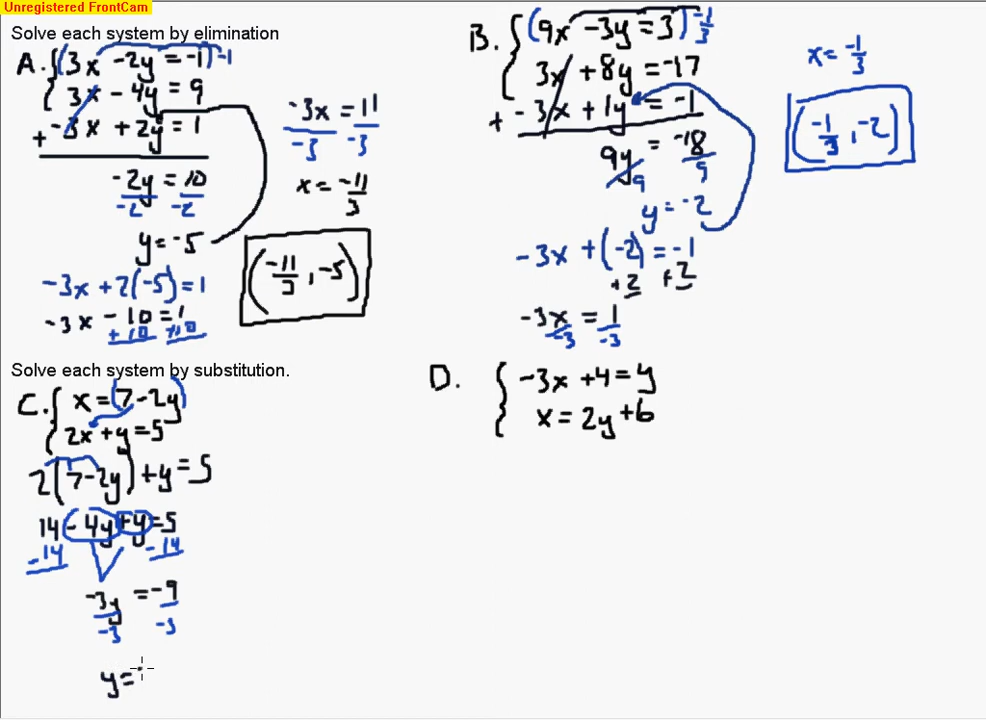 Unregistered FrontCam
Solve each system by elimination
A. { (3x - 2y = -1) -1
3x - 4y = 9
+ -3x + 2y = 1
-2y = 10
-2 -2
y = -5
-3x + 2(-5) = 1
-3x - 10 = 1
+10 +10
-3x = 11
-3 -3
x = -11/3
(-11/3, -5)
B. { (9x - 3y = 3) -1/3
3x + 8y = -17
+ -3x + 1y = -1
9y = -18
9 9
y = -2
-3x + (-2) = -1
+2 +2
-3x = 1
-3 -3
x = -1/3
(-1/3, -2)
Solve each system by substitution.
C. { x = (7 - 2y)
2x + y = 5
2(7 - 2y) + y = 5
14 - 4y + y = 5
-14 -14
-3y = -9
-3 -3
y =
D. { -3x + 4 = y
x = 2y + 6